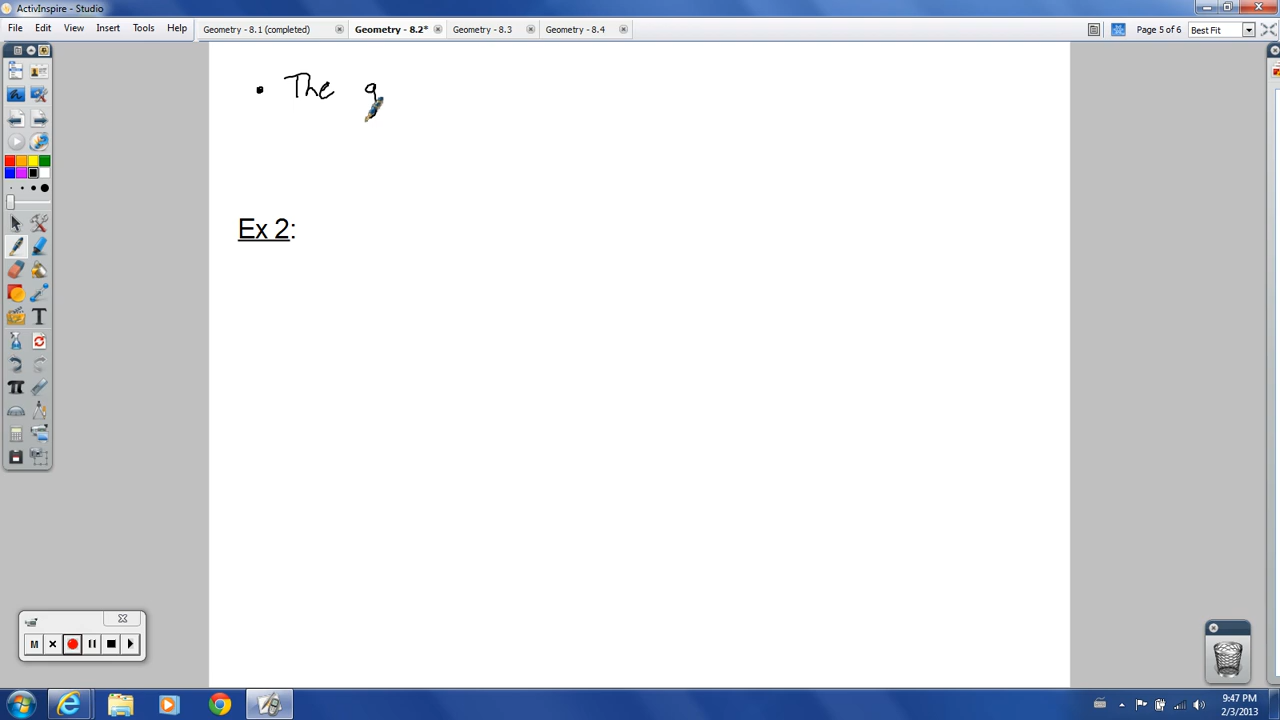 ActivInspire - Studio
File Edit View Insert Tools Help
Geometry - 8.1 (completed) Geometry - 8.2* Geometry - 8.3 Geometry - 8.4
Page 5 of 6 Best Fit
• The
Ex 2:
M
T
9:47 PM
2/3/2013